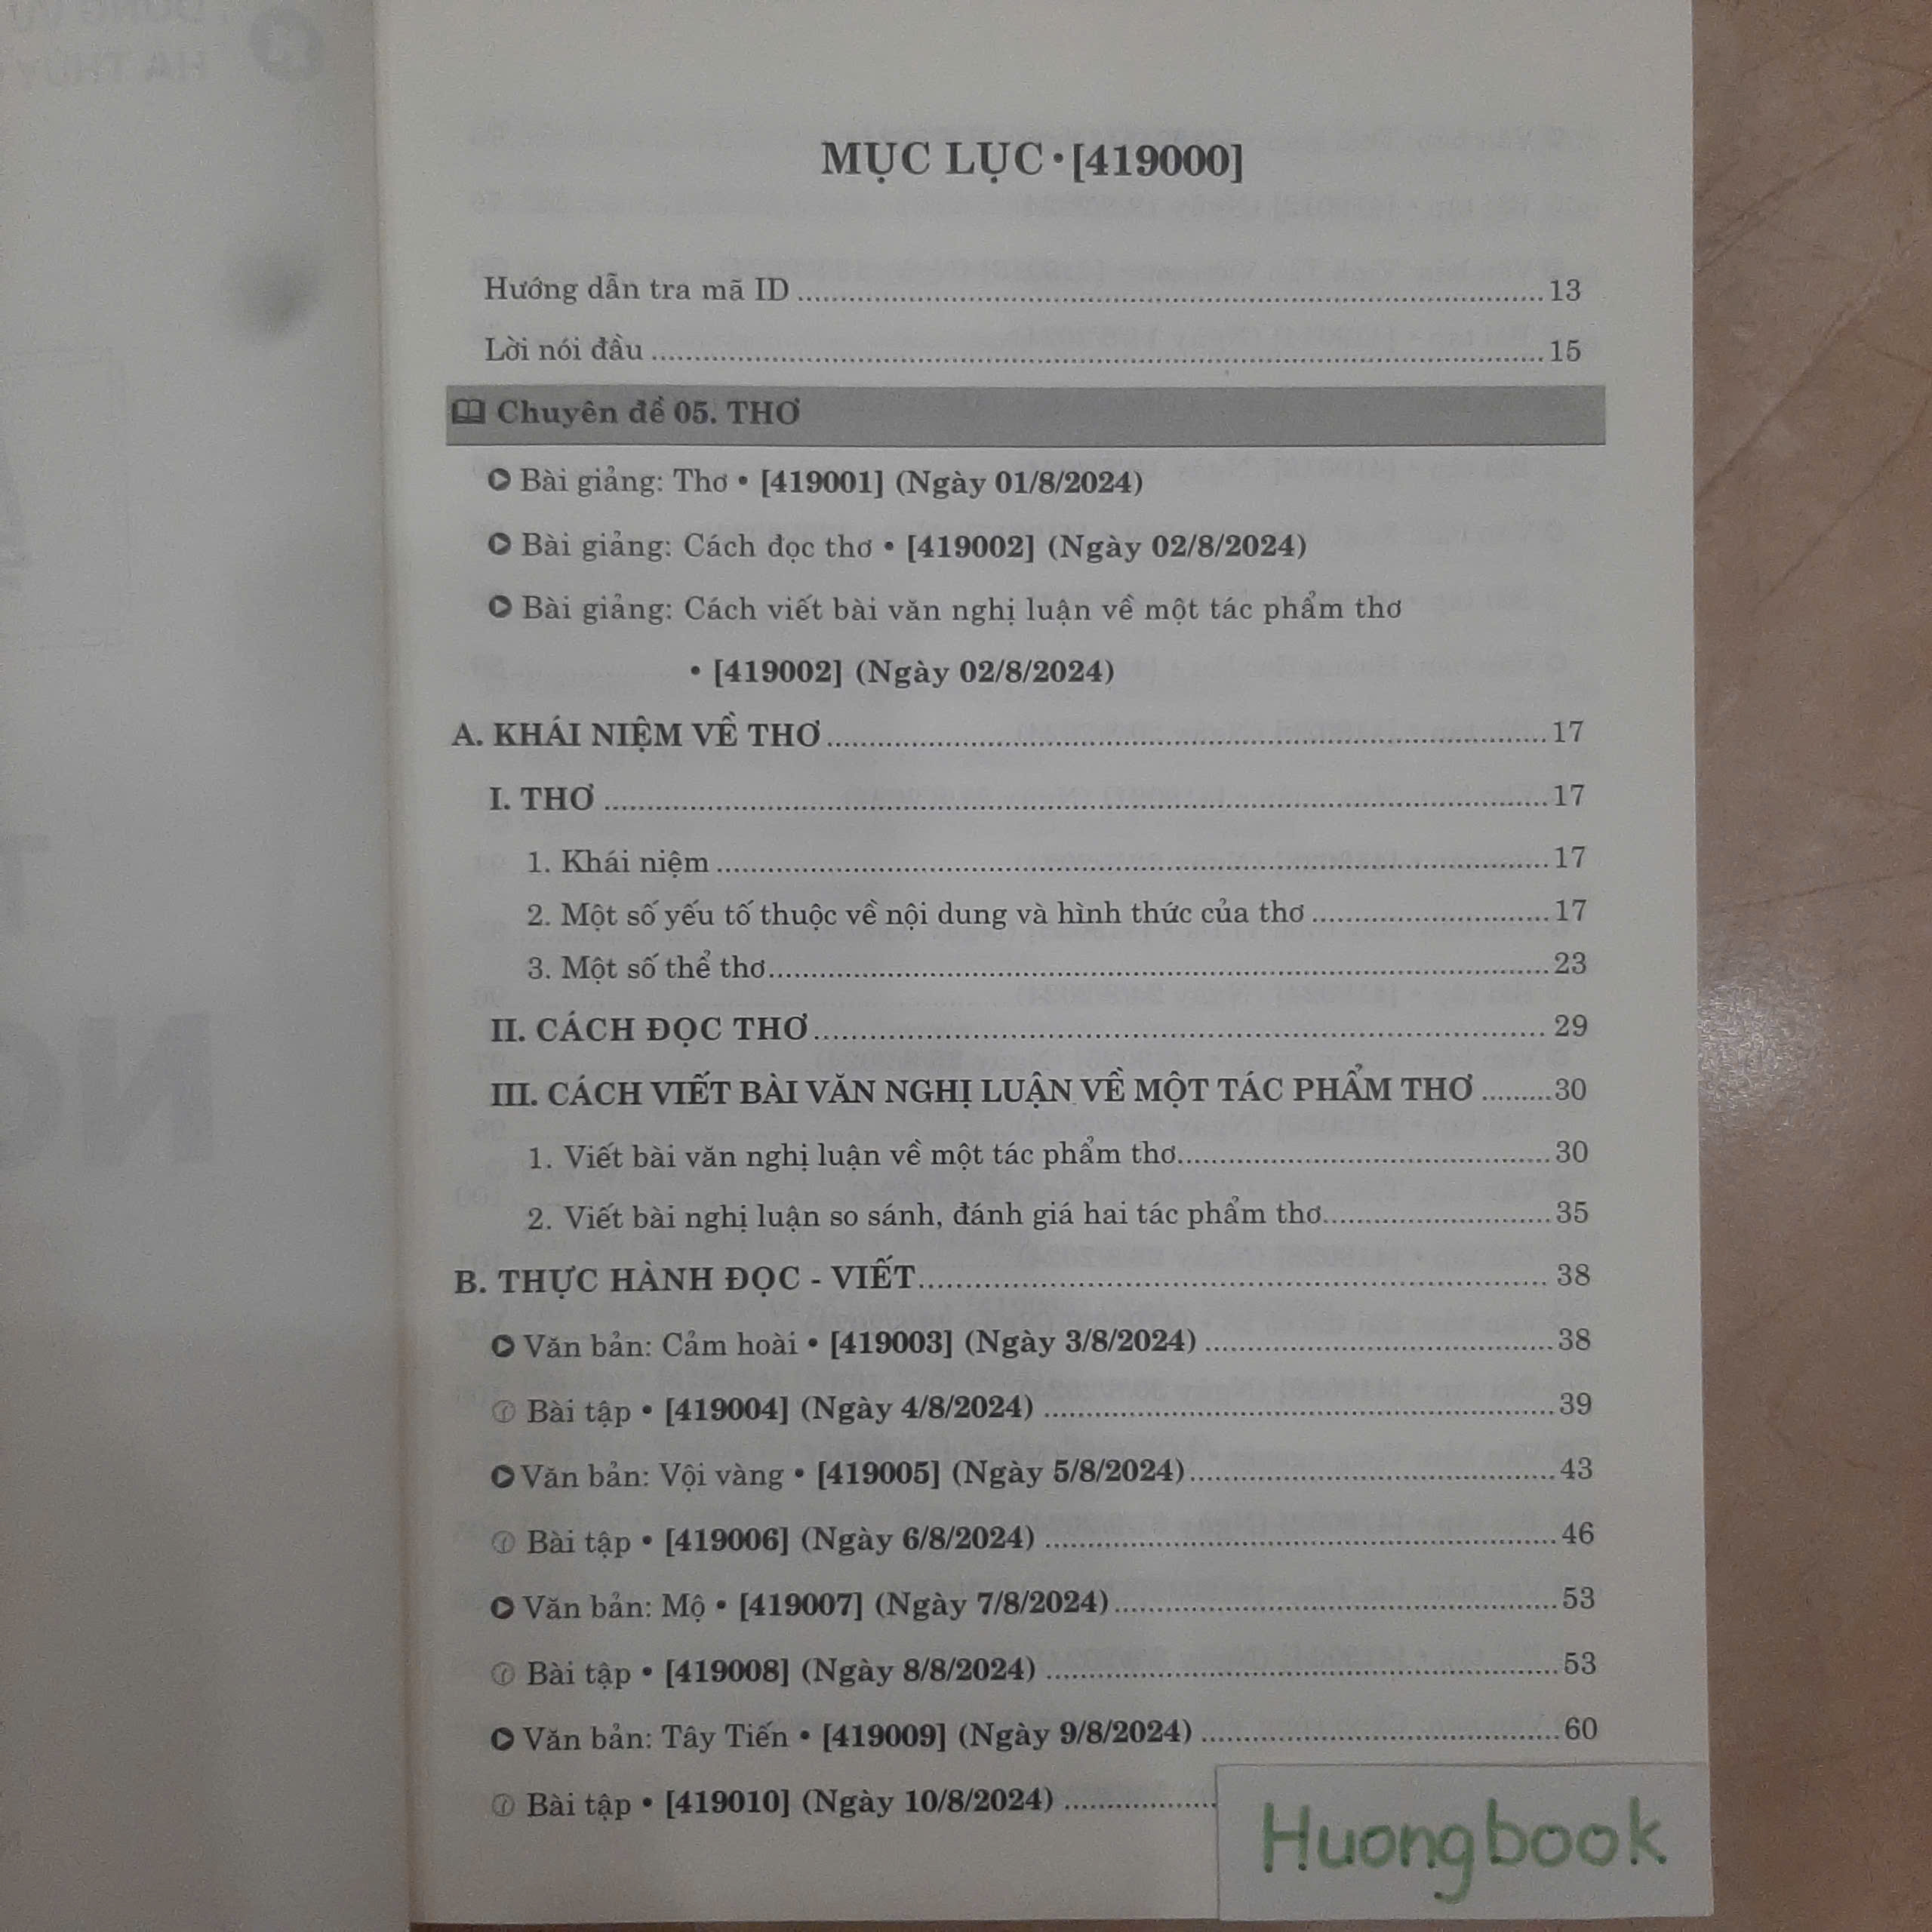 MỤC LỤC • [419000]
Hướng dẫn tra mã ID ........ 13
Lời nói đầu ........ 15
Chuyên đề 05. THƠ
Bài giảng: Thơ • [419001] (Ngày 01/8/2024)
Bài giảng: Cách đọc thơ • [419002] (Ngày 02/8/2024)
Bài giảng: Cách viết bài văn nghị luận về một tác phẩm thơ
• [419002] (Ngày 02/8/2024)
A. KHÁI NIỆM VỀ THƠ ........ 17
I. THƠ ........ 17
1. Khái niệm ........ 17
2. Một số yếu tố thuộc về nội dung và hình thức của thơ ........ 17
3. Một số thể thơ ........ 23
II. CÁCH ĐỌC THƠ ........ 29
III. CÁCH VIẾT BÀI VĂN NGHỊ LUẬN VỀ MỘT TÁC PHẨM THƠ ........ 30
1. Viết bài văn nghị luận về một tác phẩm thơ ........ 30
2. Viết bài nghị luận so sánh, đánh giá hai tác phẩm thơ ........ 35
B. THỰC HÀNH ĐỌC - VIẾT ........ 38
Văn bản: Cảm hoài • [419003] (Ngày 3/8/2024) ........ 38
Bài tập • [419004] (Ngày 4/8/2024) ........ 39
Văn bản: Vội vàng • [419005] (Ngày 5/8/2024) ........ 43
Bài tập • [419006] (Ngày 6/8/2024) ........ 46
Văn bản: Mộ • [419007] (Ngày 7/8/2024) ........ 53
Bài tập • [419008] (Ngày 8/8/2024) ........ 53
Văn bản: Tây Tiến • [419009] (Ngày 9/8/2024) ........ 60
Bài tập • [419010] (Ngày 10/8/2024) ........
Huongbook